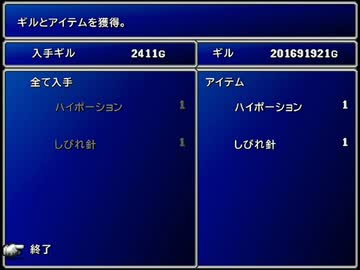 ギルとアイテムを獲得。
入手ギル 2411G
ギル 201691921G
全て入手
ハイポーション 1
しびれ針 1
アイテム
ハイポーション 1
しびれ針 1
終了